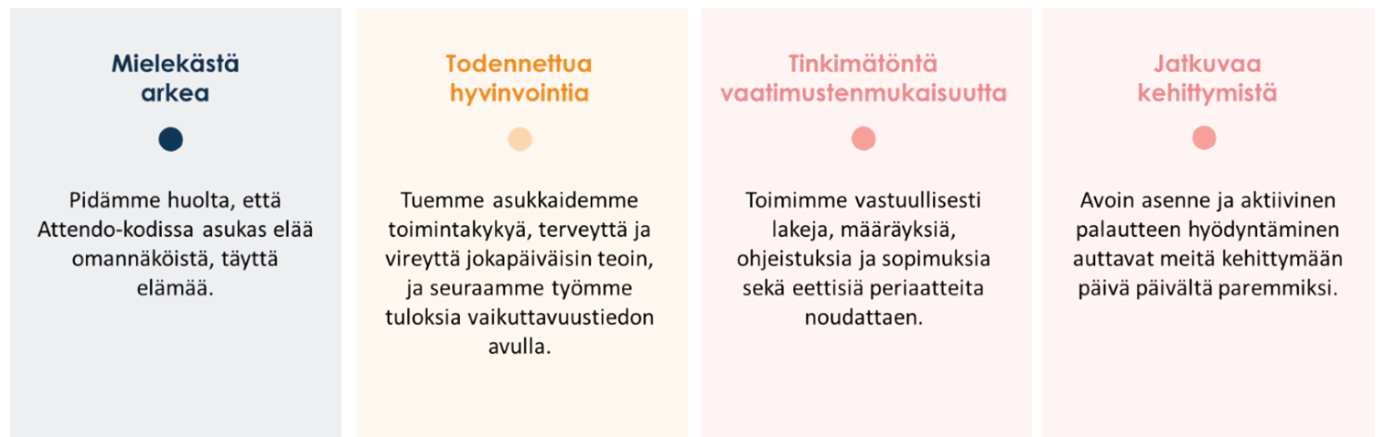 Mielekästä
arkea
Pidämme huolta, että
Attendo-kodissa asukas elää
omannäköistä, täyttä
elämää.
Todennettua
hyvinvointia
Tuemme asukkaidemme
toimintakykyä, terveyttä ja
vireyttä jokapäiväisin teoin,
ja seuraamme työmme
tuloksia vaikuttavuustiedon
avulla.
Tinkimätöntä
vaatimustenmukaisuutta
Toimimme vastuullisesti
lakeja, määräyksiä,
ohjeistuksia ja sopimuksia
sekä eettisiä periaatteita
noudattaen.
Jatkuvaa
kehittymistä
Avoin asenne ja aktiivinen
palautteen hyödyntäminen
auttavat meitä kehittymään
päivä päivältä paremmiksi.